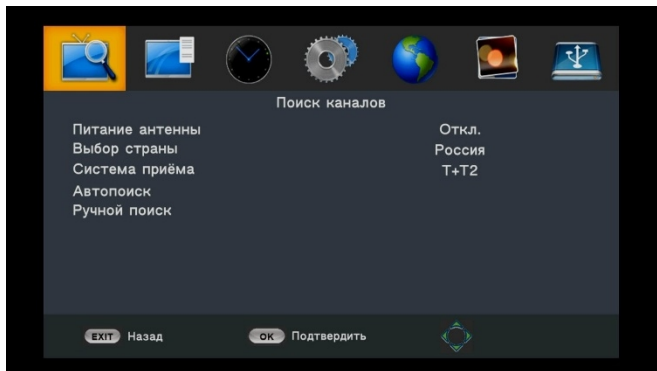 Поиск каналов
Питание антенны Откл.
Выбор страны Россия
Система приёма T+T2
Автопоиск
Ручной поиск
EXIT Назад OK Подтвердить